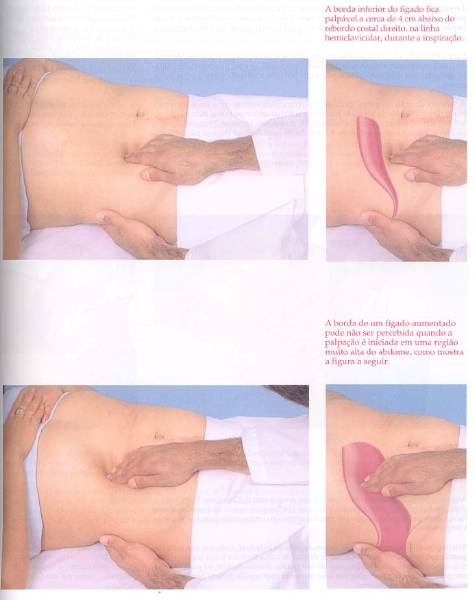 A borda inferior do fígado fica
palpável a cerca de 4 cm abaixo do
rebordo costal direito, na linha
hemiclavicular, durante a inspiração.
A borda de um fígado aumentado
pode não ser percebida quando a
palpação é iniciada em uma região
muito alta do abdome, como mostra
a figura a seguir.